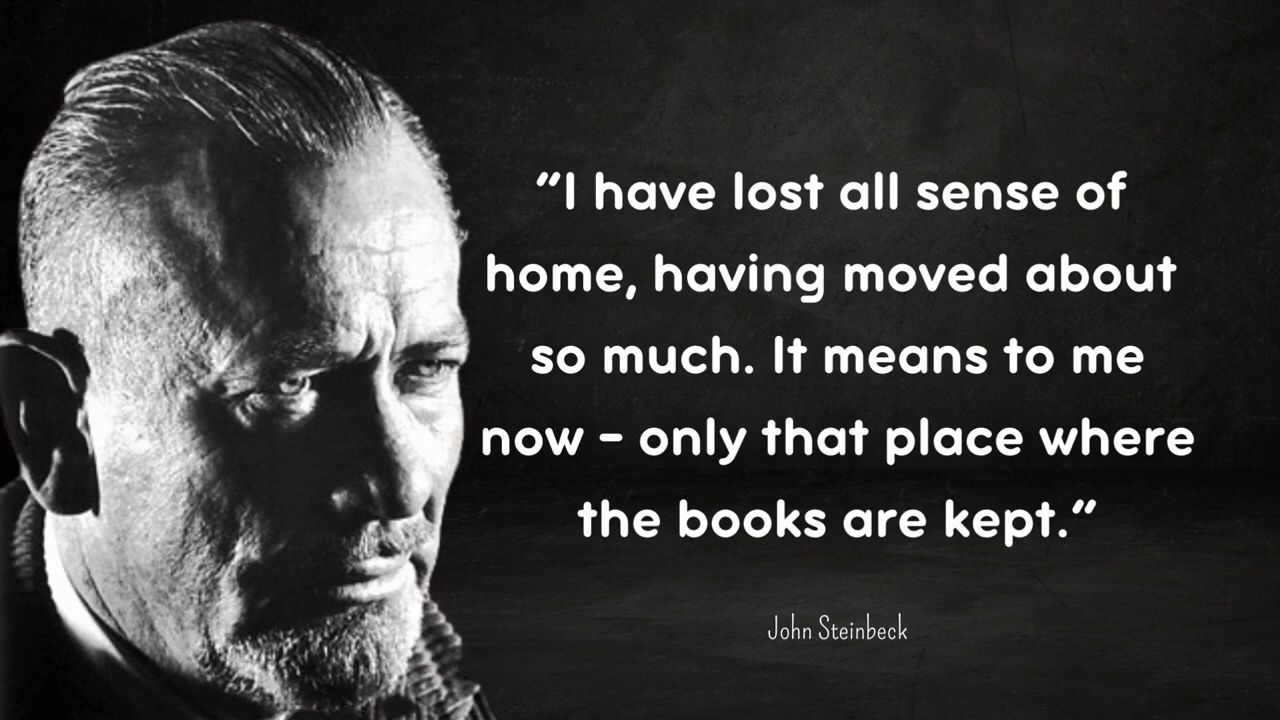 “I have lost all sense of
home, having moved about
so much. It means to me
now - only that place where
the books are kept.”
John Steinbeck